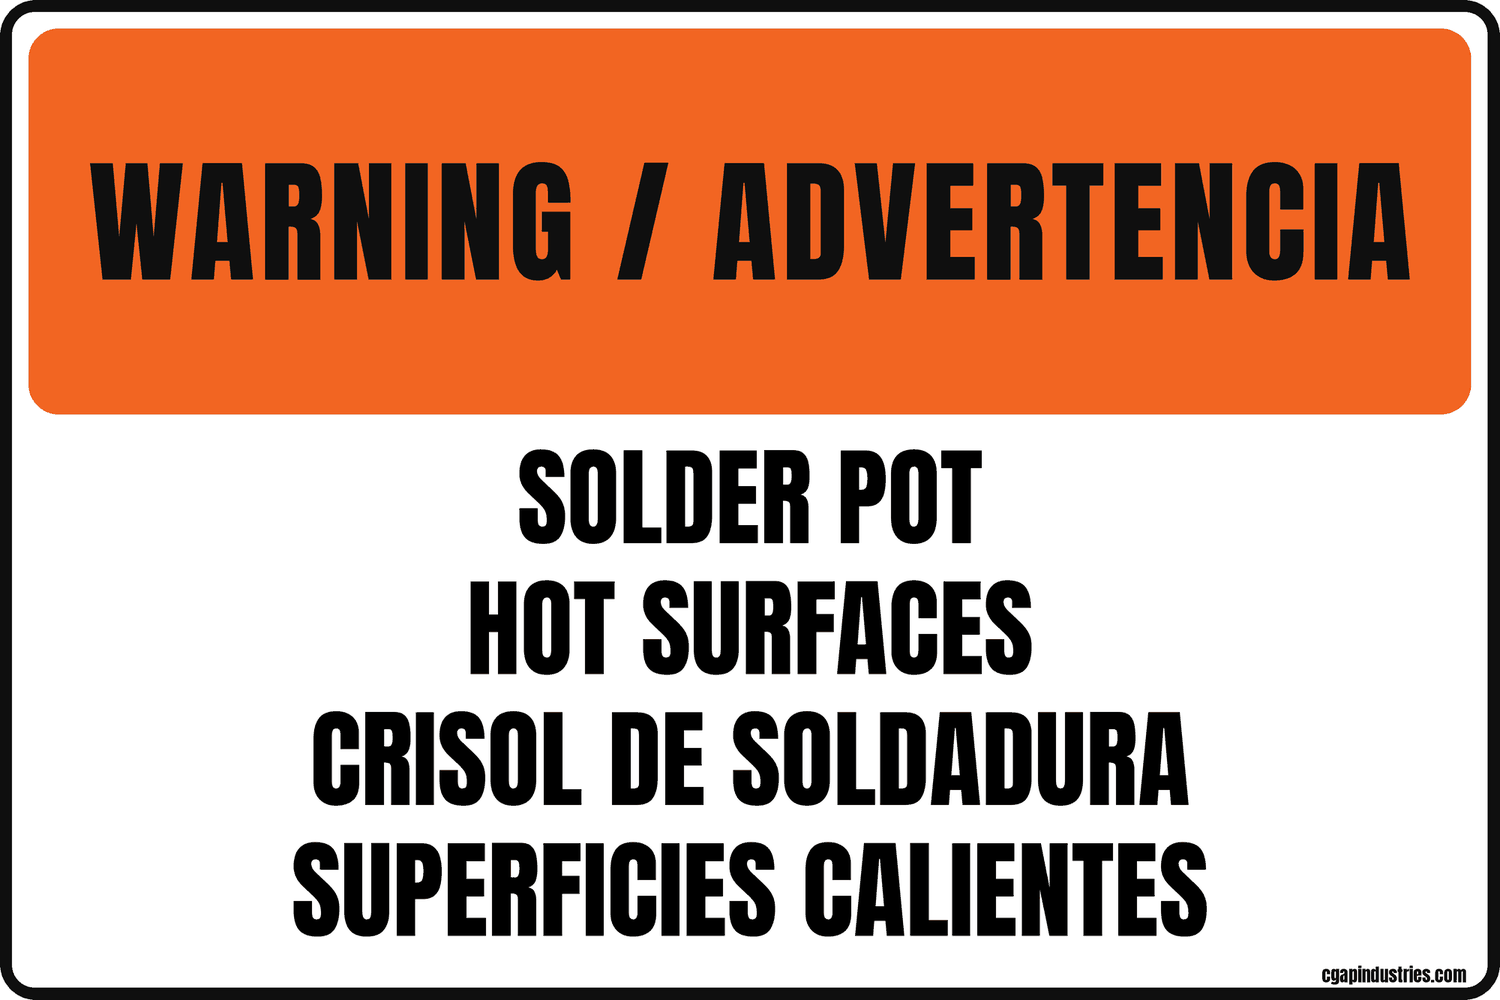 WARNING / ADVERTENCIA
SOLDER POT
HOT SURFACES
CRISOL DE SOLDADURA
SUPERFICIES CALIENTES
cgapindustries.com